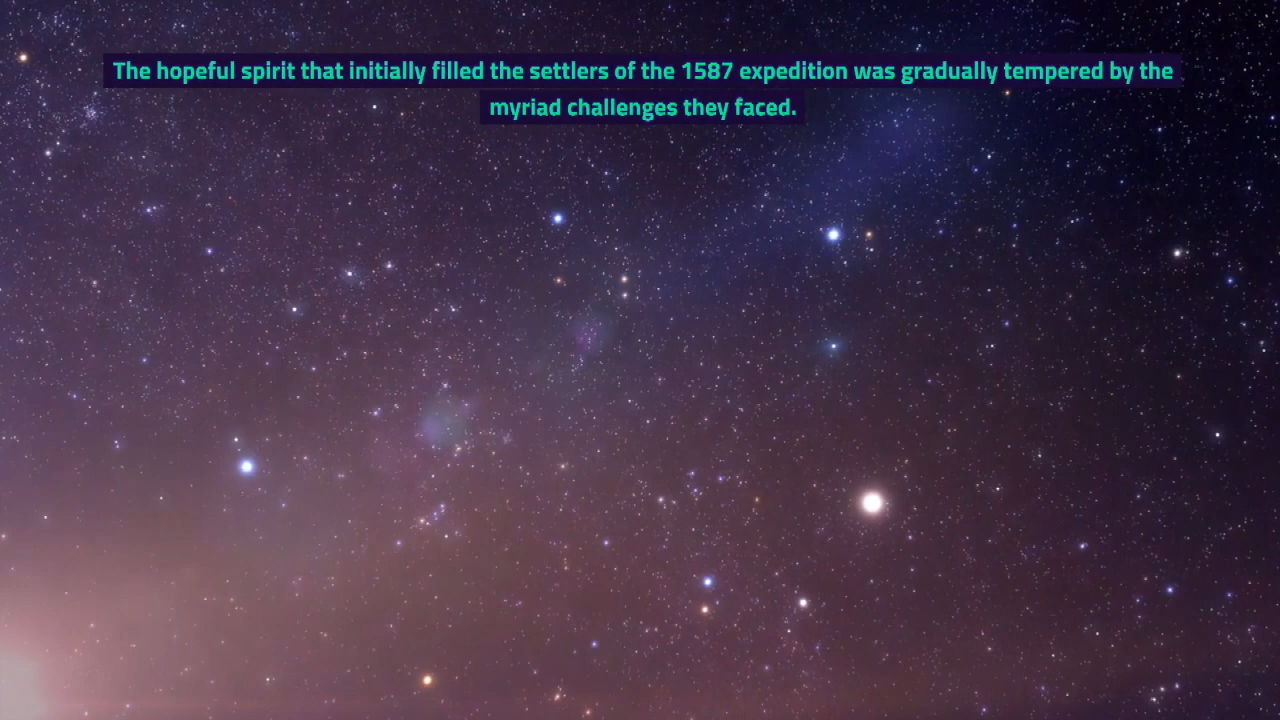 The hopeful spirit that initially filled the settlers of the 1587 expedition was gradually tempered by the
myriad challenges they faced.